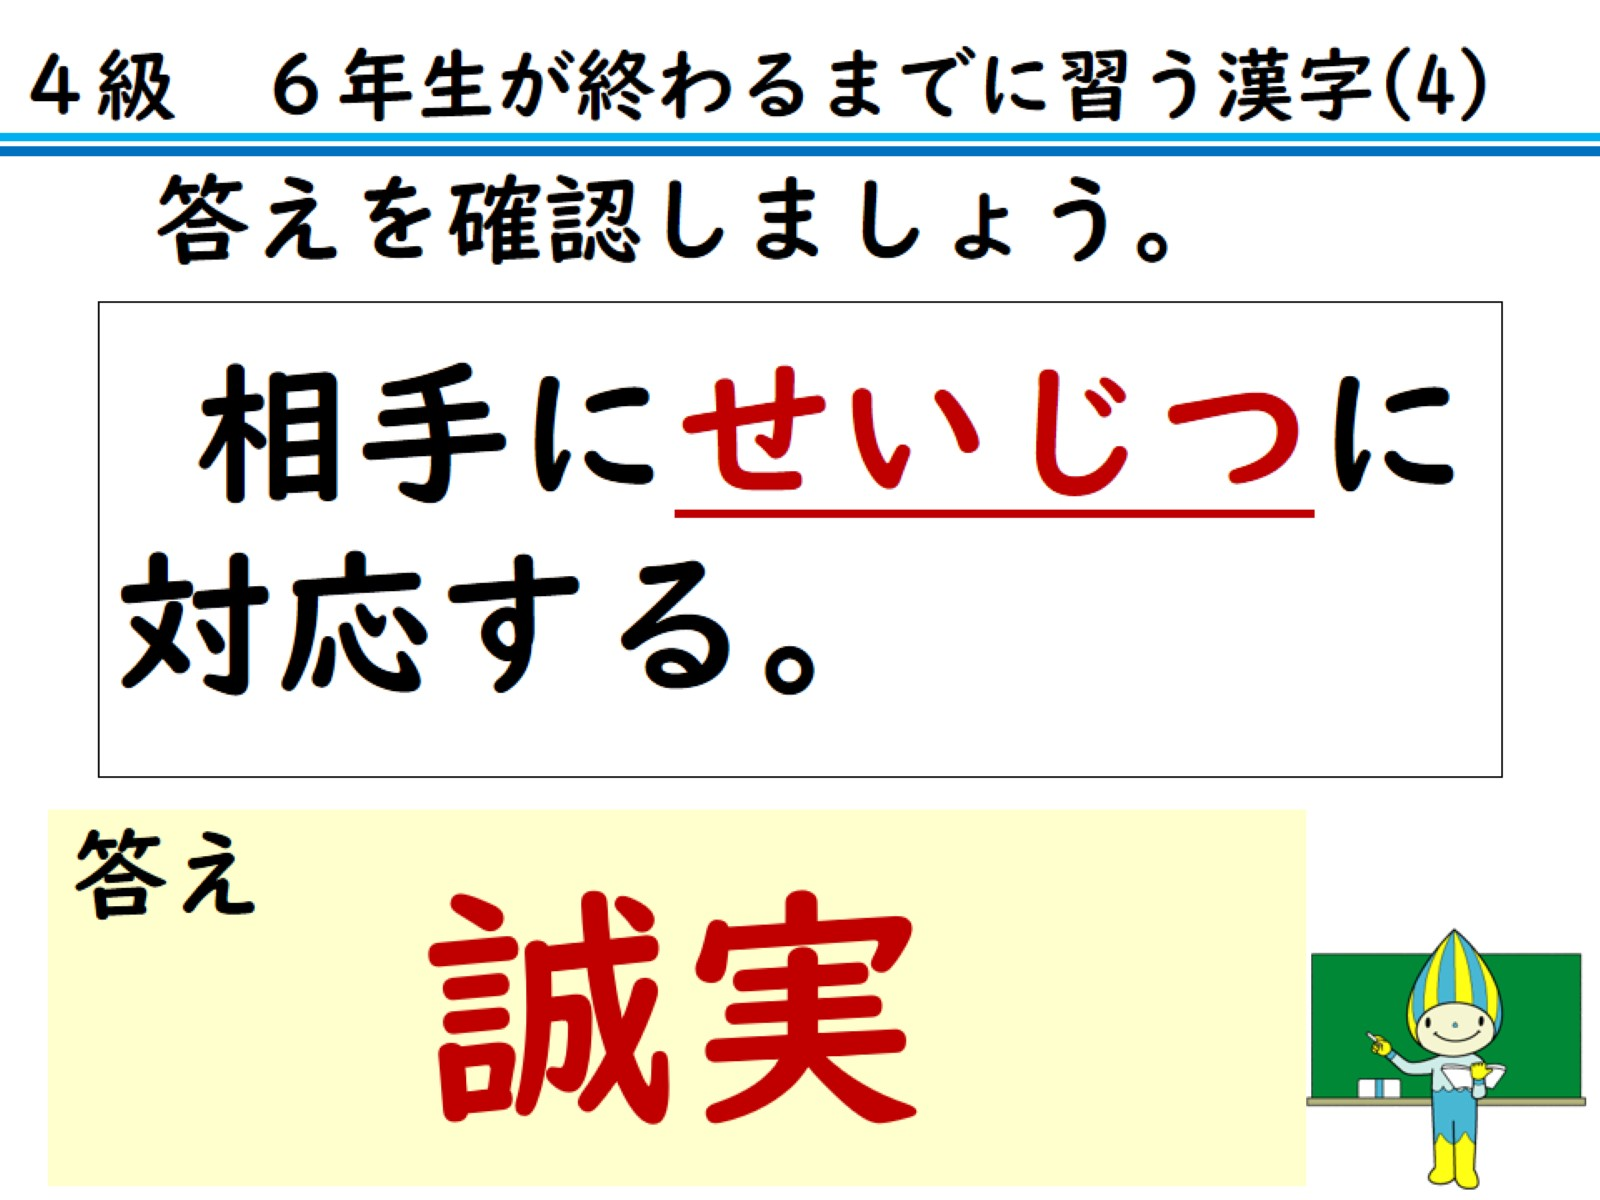 ４級　６年生が終わるまでに習う漢字(4)
答えを確認しましょう。
相手にせいじつに
対応する。
答え
誠実